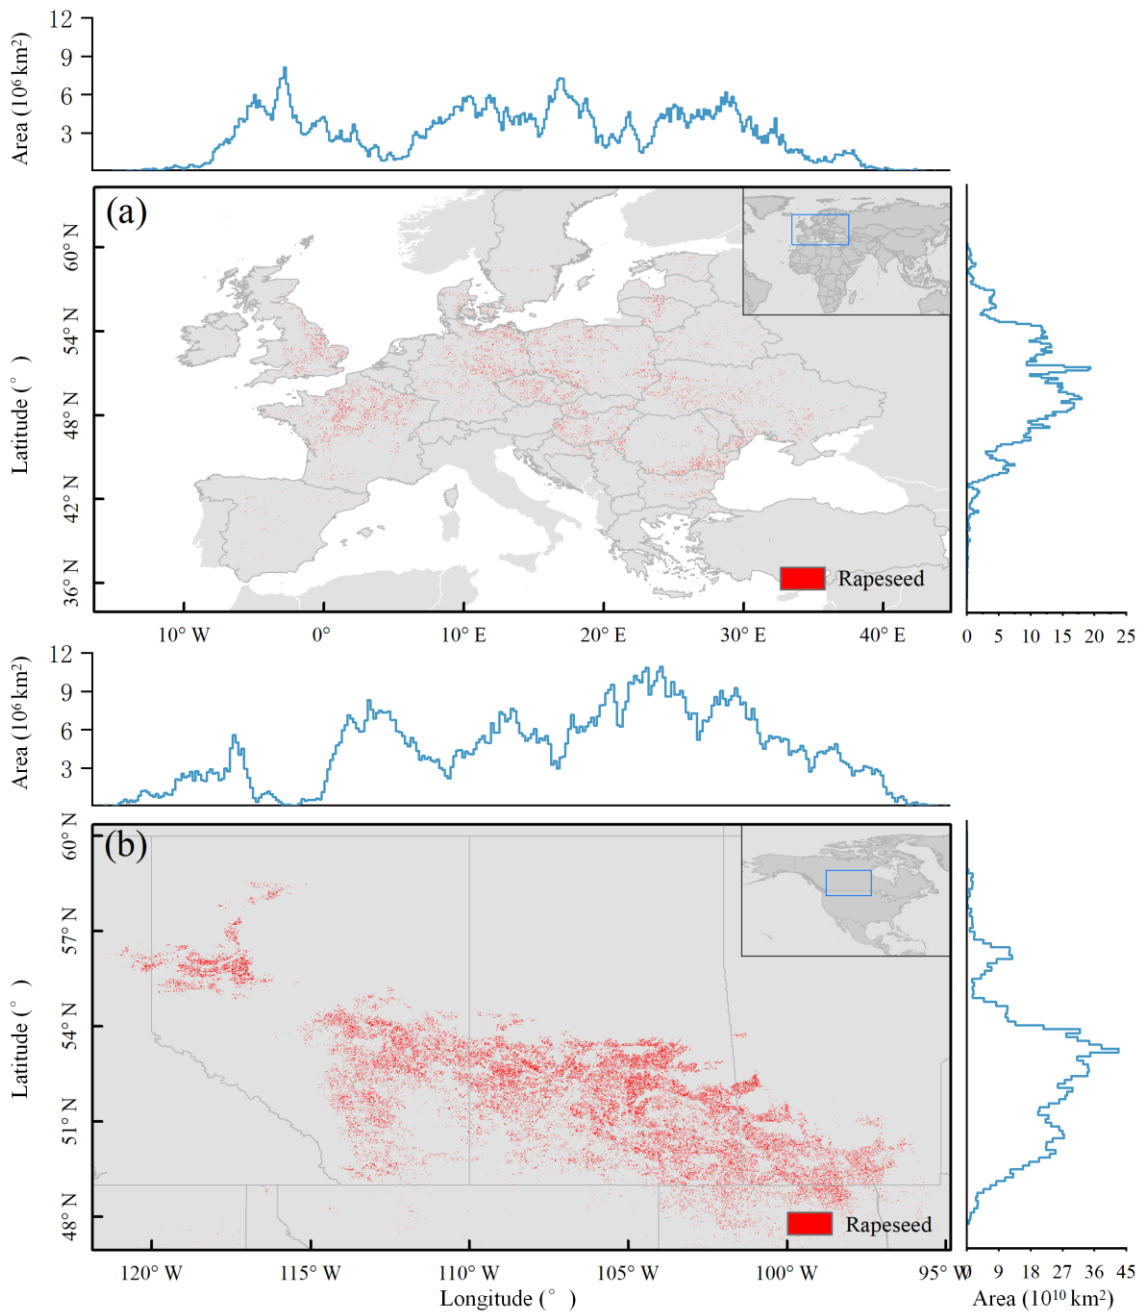 12
9
6
3
Area (10⁶ km²)
(a)
60° N
54° N
48° N
42° N
36° N
Latitude (°)
Rapeseed
10° W
0°
10° E
20° E
30° E
40° E
0
5
10
15
20
25
12
9
6
3
Area (10⁶ km²)
(b)
60° N
57° N
54° N
51° N
48° N
Latitude (°)
Rapeseed
120° W
115° W
110° W
105° W
100° W
95° W
0
9
18
27
36
45
Longitude (°)
Area (10¹⁰ km²)